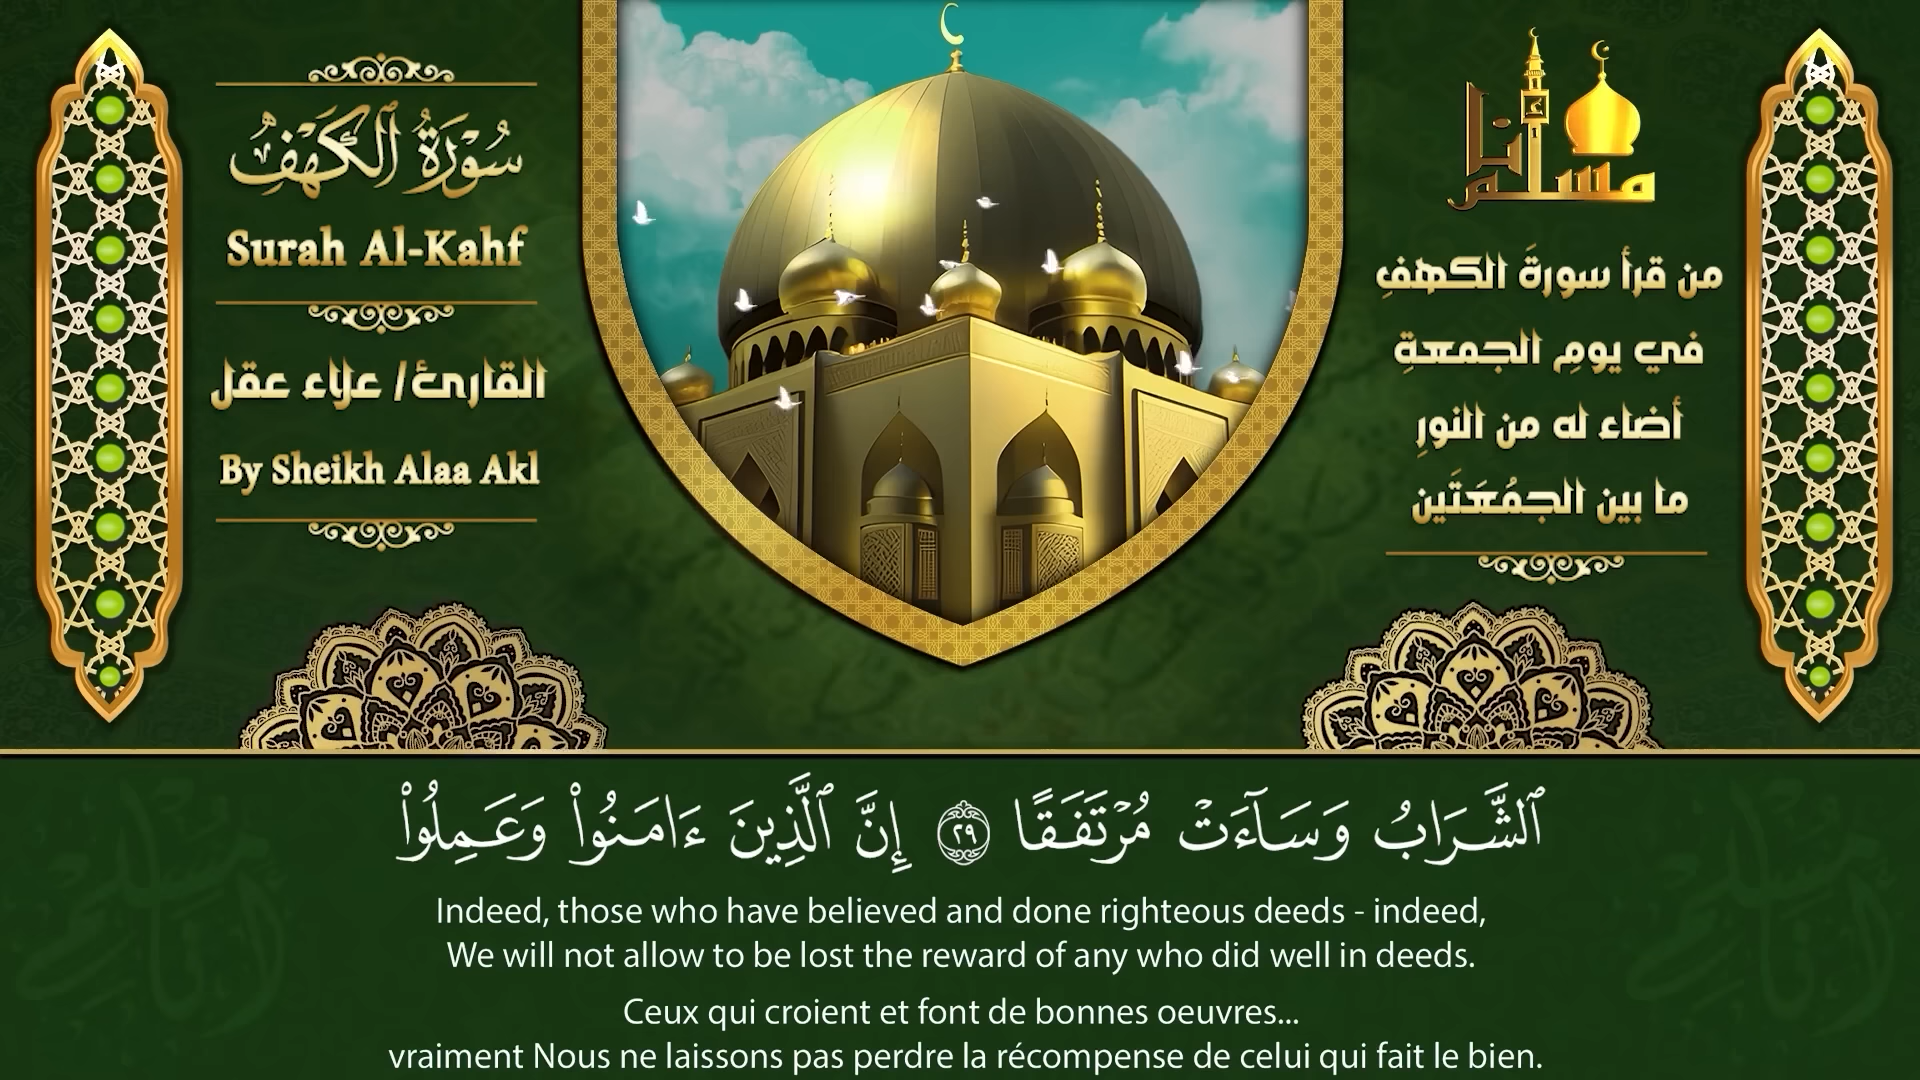 سُوۡرَةُ الكَهۡفِ
Surah Al-Kahf
القارئ/ علاء عقل
By Sheikh Alaa Akl
أنا
مسلم
من قرأ سورةَ الكهفِ
في يومِ الجمعةِ
أضاء له من النورِ
ما بين الجمُعَتَين
ٱلشَّرَابُ وَسَآءَتۡ مُرۡتَفَقًا ٢٩ إِنَّ ٱلَّذِينَ ءَامَنُواْ وَعَمِلُواْ
Indeed, those who have believed and done righteous deeds - indeed,
We will not allow to be lost the reward of any who did well in deeds.
Ceux qui croient et font de bonnes oeuvres...
vraiment Nous ne laissons pas perdre la récompense de celui qui fait le bien.